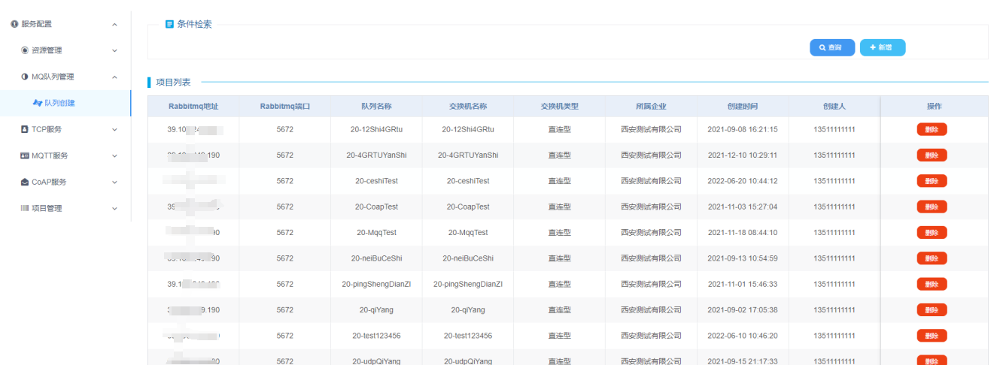 服务配置
资源管理
MQ队列管理
队列创建
TCP服务
MQTT服务
CoAP服务
项目管理
条件检索
查询
新增
项目列表
Rabbitmq地址 Rabbitmq端口 队列名称 交换机名称 交换机类型 所属企业 创建时间 创建人 操作
39.10 5672 20-12Shi4GRtu 20-12Shi4GRtu 直连型 西安测试有限公司 2021-09-08 16:21:15 13511111111 删除
.190 5672 20-4GRTUYanShi 20-4GRTUYanShi 直连型 西安测试有限公司 2021-12-10 10:29:11 13511111111 删除
5672 20-ceshiTest 20-ceshiTest 直连型 西安测试有限公司 2022-06-20 10:44:12 13511111111 删除
39 5672 20-CoapTest 20-CoapTest 直连型 西安测试有限公司 2021-11-03 15:27:04 13511111111 删除
90 5672 20-MqqTest 20-MqqTest 直连型 西安测试有限公司 2021-11-18 08:44:10 13511111111 删除
90 5672 20-neiBuCeShi 20-neiBuCeShi 直连型 西安测试有限公司 2021-09-13 10:54:59 13511111111 删除
39.1 5672 20-pingShengDianZI 20-pingShengDianZI 直连型 西安测试有限公司 2021-11-01 15:46:33 13511111111 删除
9.190 5672 20-qiYang 20-qiYang 直连型 西安测试有限公司 2021-09-02 17:05:38 13511111111 删除
5672 20-test123456 20-test123456 直连型 西安测试有限公司 2022-06-10 10:46:20 13511111111 删除
5672 20-udpQiYang 20-udpQiYang 直连型 西安测试有限公司 2021-09-15 21:17:33 13511111111 删除